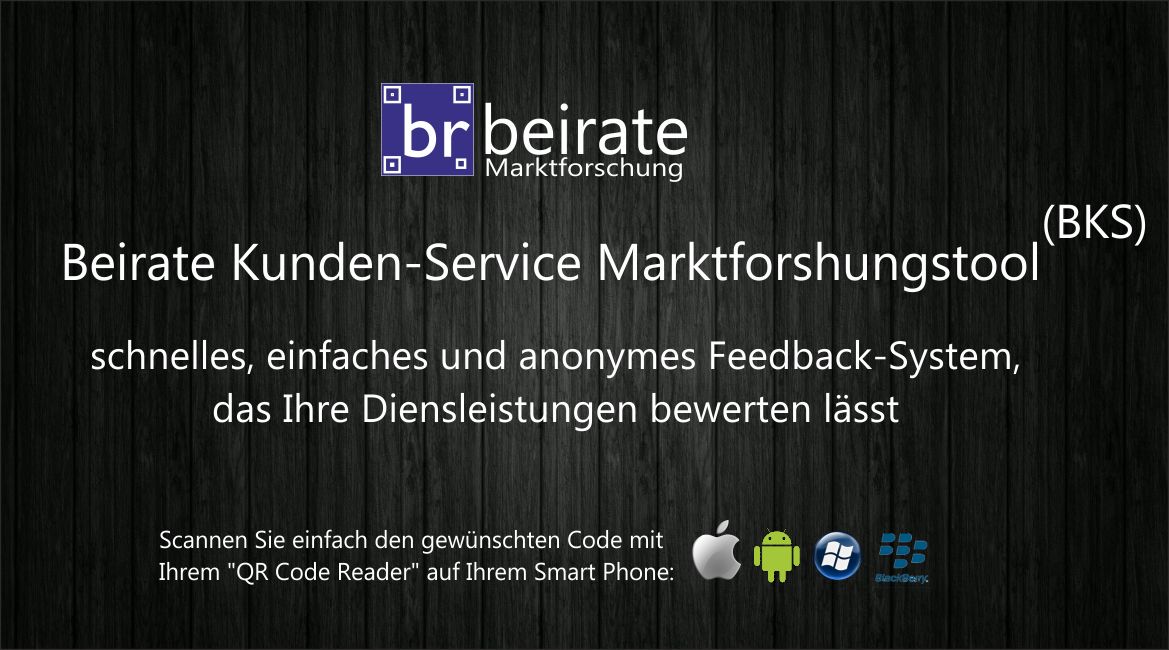 br beirate
Marktforschung
(BKS)
Beirate Kunden-Service Marktforshungstool
schnelles, einfaches und anonymes Feedback-System,
das Ihre Diensleistungen bewerten lässt
Scannen Sie einfach den gewünschten Code mit
Ihrem "QR Code Reader" auf Ihrem Smart Phone:
BlackBerry